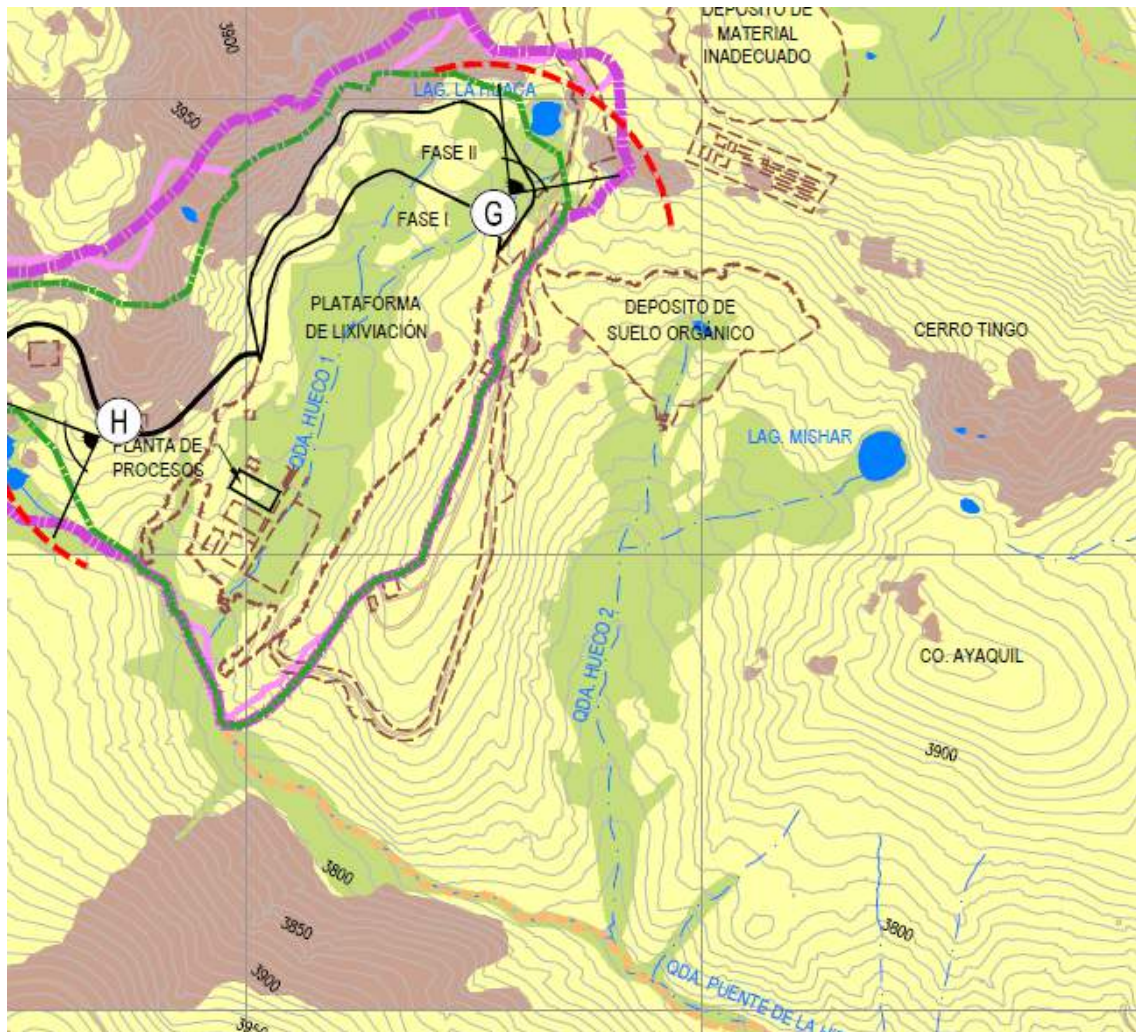 DEPOSITO DE
MATERIAL
INADECUADO
3900
3950
LAG. LA HUACA
FASE II
G
FASE I
PLATAFORMA
DE LIXIVIACIÓN
DEPOSITO DE
SUELO ORGÁNICO
CERRO TINGO
QDA. HUECO 1
H
PLANTA DE
PROCESOS
LAG. MISHAR
QDA. HUECO 2
CO. AYAQUIL
3900
3800
3850
3800
3900
QDA. PUENTE DE LA
3950